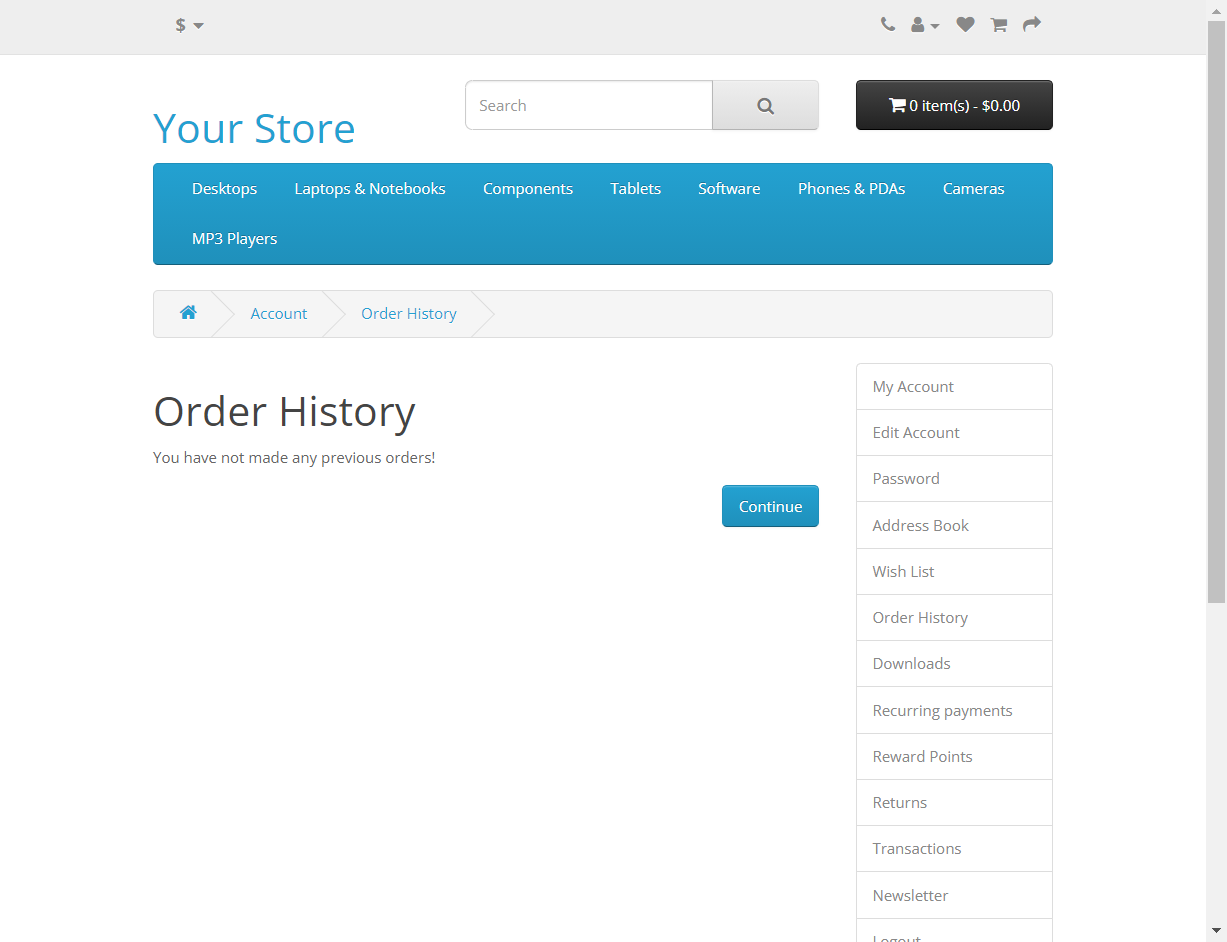 $
Search
0 item(s) - $0.00
Your Store
Desktops
Laptops & Notebooks
Components
Tablets
Software
Phones & PDAs
Cameras
MP3 Players
Account
Order History
Order History
You have not made any previous orders!
Continue
My Account
Edit Account
Password
Address Book
Wish List
Order History
Downloads
Recurring payments
Reward Points
Returns
Transactions
Newsletter
Logout